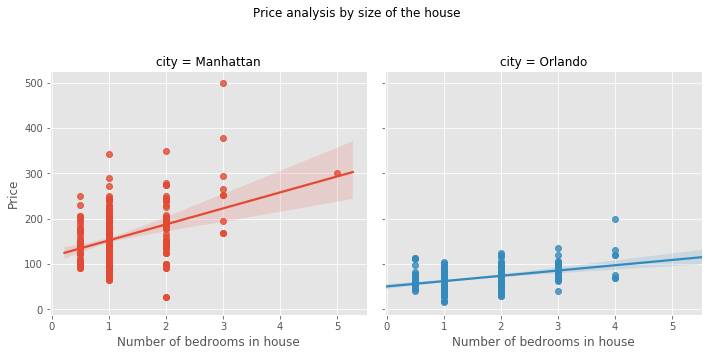 Price analysis by size of the house
city = Manhattan
city = Orlando
500
400
300
200
100
0
Price
0 1 2 3 4 5
0 1 2 3 4 5
Number of bedrooms in house
Number of bedrooms in house